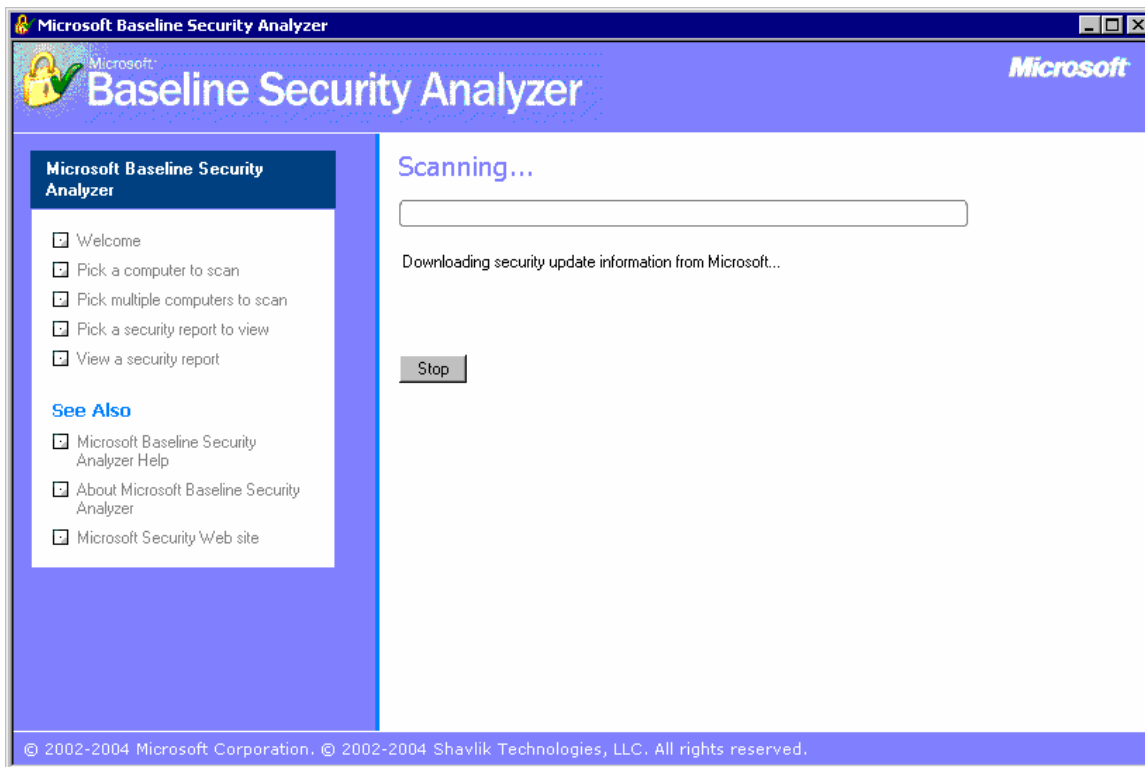 Microsoft Baseline Security Analyzer
Microsoft
Baseline Security Analyzer
Microsoft
Microsoft Baseline Security
Analyzer
Welcome
Pick a computer to scan
Pick multiple computers to scan
Pick a security report to view
View a security report
See Also
Microsoft Baseline Security
Analyzer Help
About Microsoft Baseline Security
Analyzer
Microsoft Security Web site
Scanning...
Downloading security update information from Microsoft...
Stop
© 2002-2004 Microsoft Corporation. © 2002-2004 Shavlik Technologies, LLC. All rights reserved.